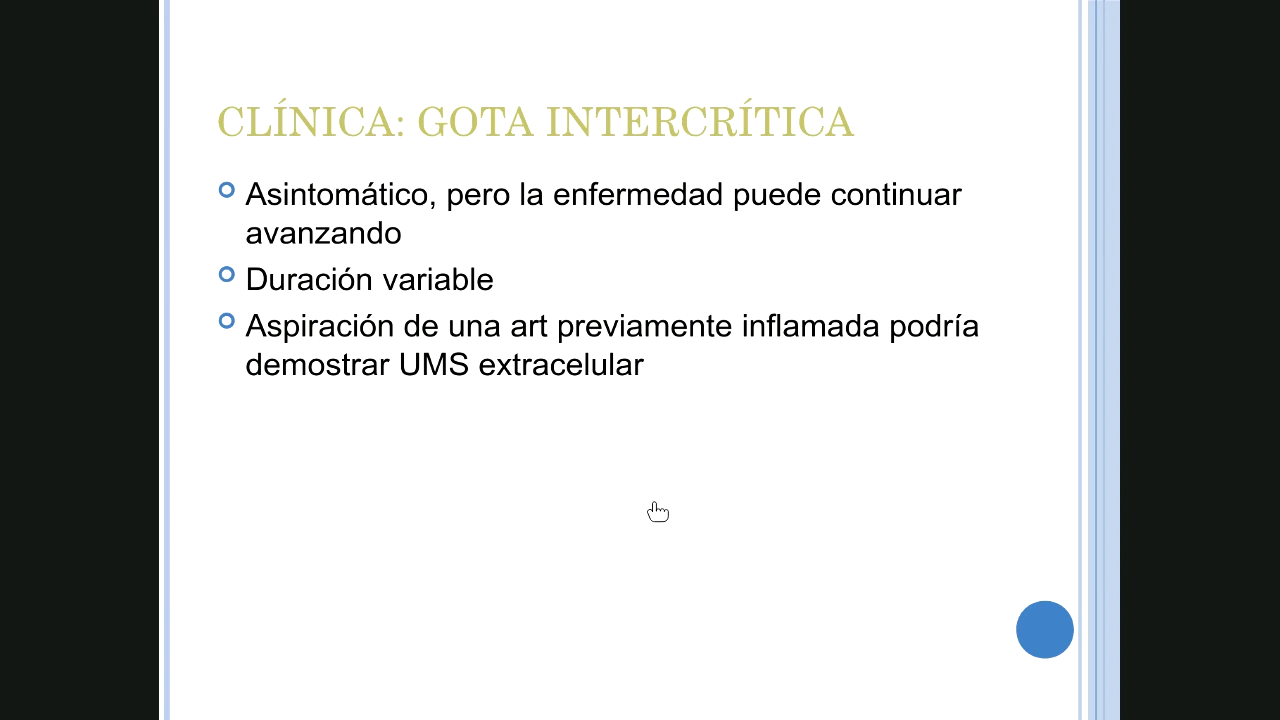 CLÍNICA: GOTA INTERCRÍTICA
Asintomático, pero la enfermedad puede continuar
avanzando
Duración variable
Aspiración de una art previamente inflamada podría
demostrar UMS extracelular